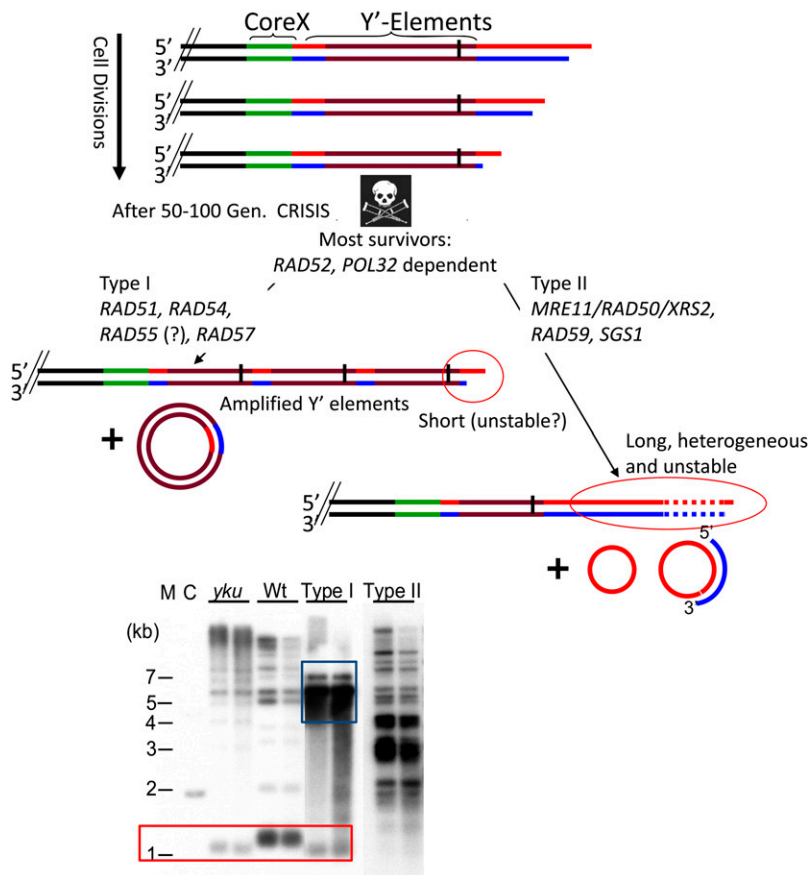 CoreX Y'-Elements
5'
3'
Cell Divisions
5'
3'
5'
3'
After 50-100 Gen. CRISIS
Most survivors:
RAD52, POL32 dependent
Type I
RAD51, RAD54,
RAD55 (?), RAD57
Type II
MRE11/RAD50/XRS2,
RAD59, SGS1
5'
3'
Amplified Y' elements
Short (unstable?)
+
Long, heterogeneous
and unstable
5'
3'
+
5'
3'
M C yku Wt Type I Type II
(kb)
7
5
4
3
2
1